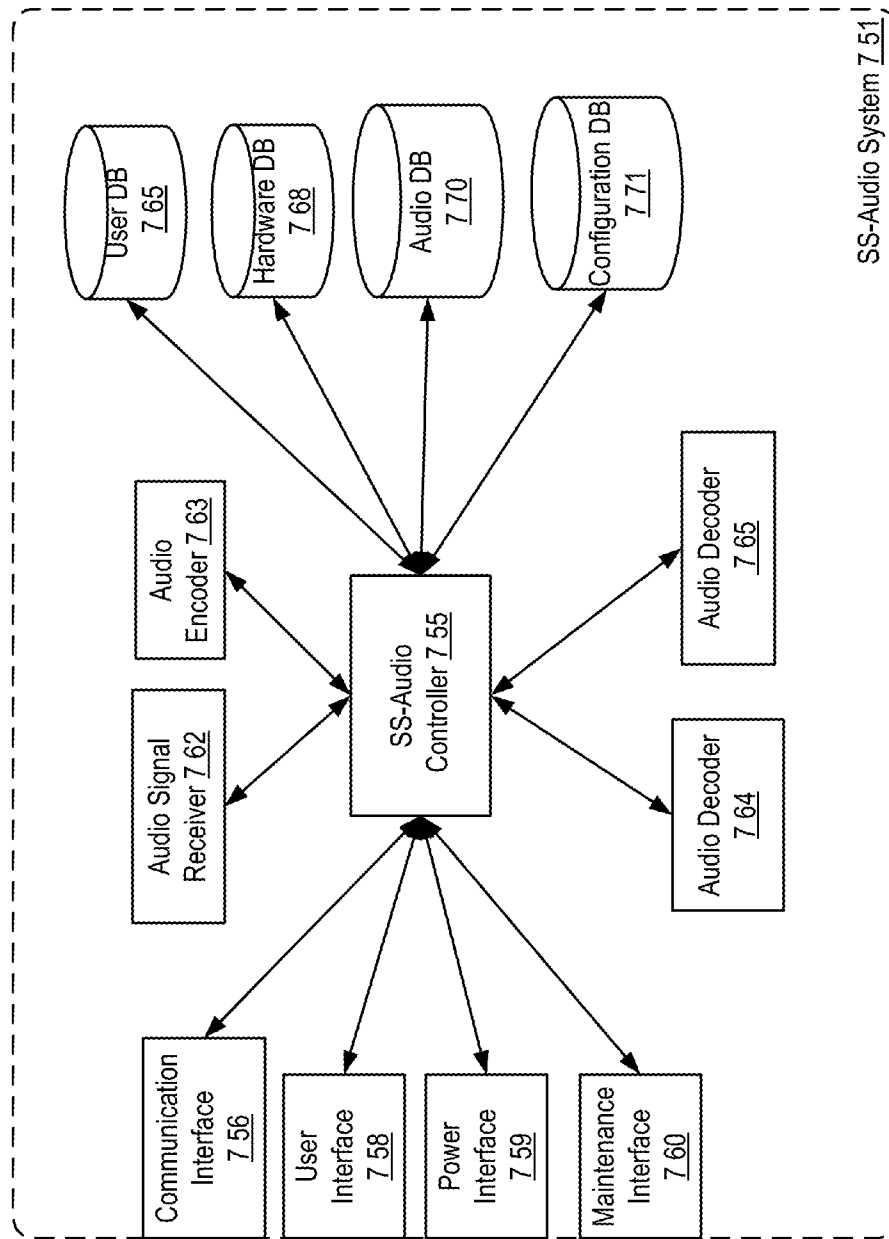 Communication
Interface
7 56
User
Interface
7 58
Power
Interface
7 59
Maintenance
Interface
7 60
Audio Signal
Receiver 7 62
Audio
Encoder 7 63
SS-Audio
Controller 7 55
Audio Decoder
7 64
Audio Decoder
7 65
User DB
7 65
Hardware DB
7 68
Audio DB
7 70
Configuration DB
7 71
SS-Audio System 7 51